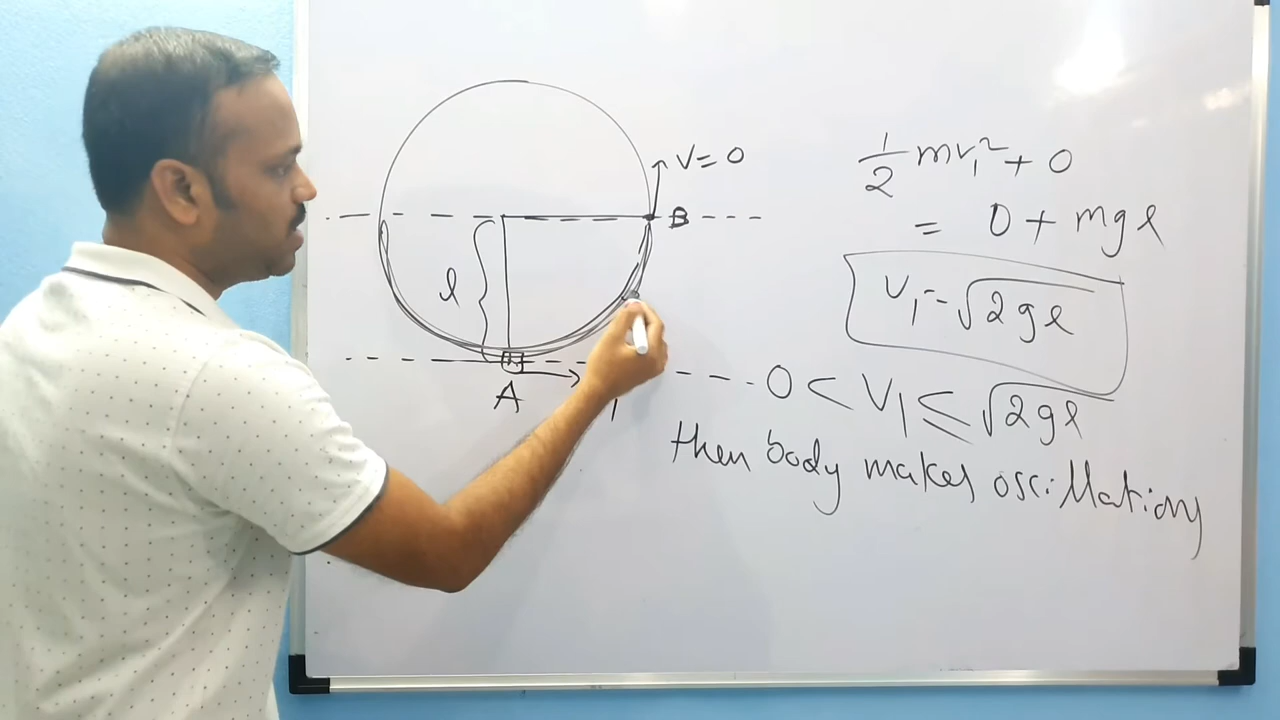 V = 0
B
l
A
1/2 mv₁² + 0
= 0 + mgl
V₁ = √2gl
0 < V₁ ≤ √2gl
then body makes oscillations